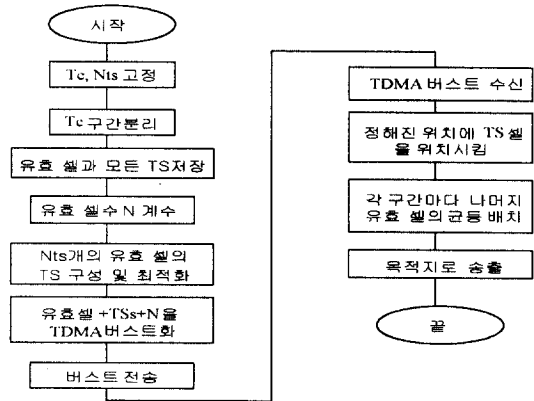 시작
Tc, Nts 고정
Tc 구간분리
유효 셀과 모든 TS저장
유효 셀수 N 계수
Nts개의 유효 셀의
TS 구성 및 최적화
유효셀 +TSs+N을
TDMA버스트화
버스트 전송
TDMA 버스트 수신
정해진 위치에 TS 셀
을 위치시킴
각 구간마다 나머지
유효 셀의 균등 배치
목적지로 송출
끝